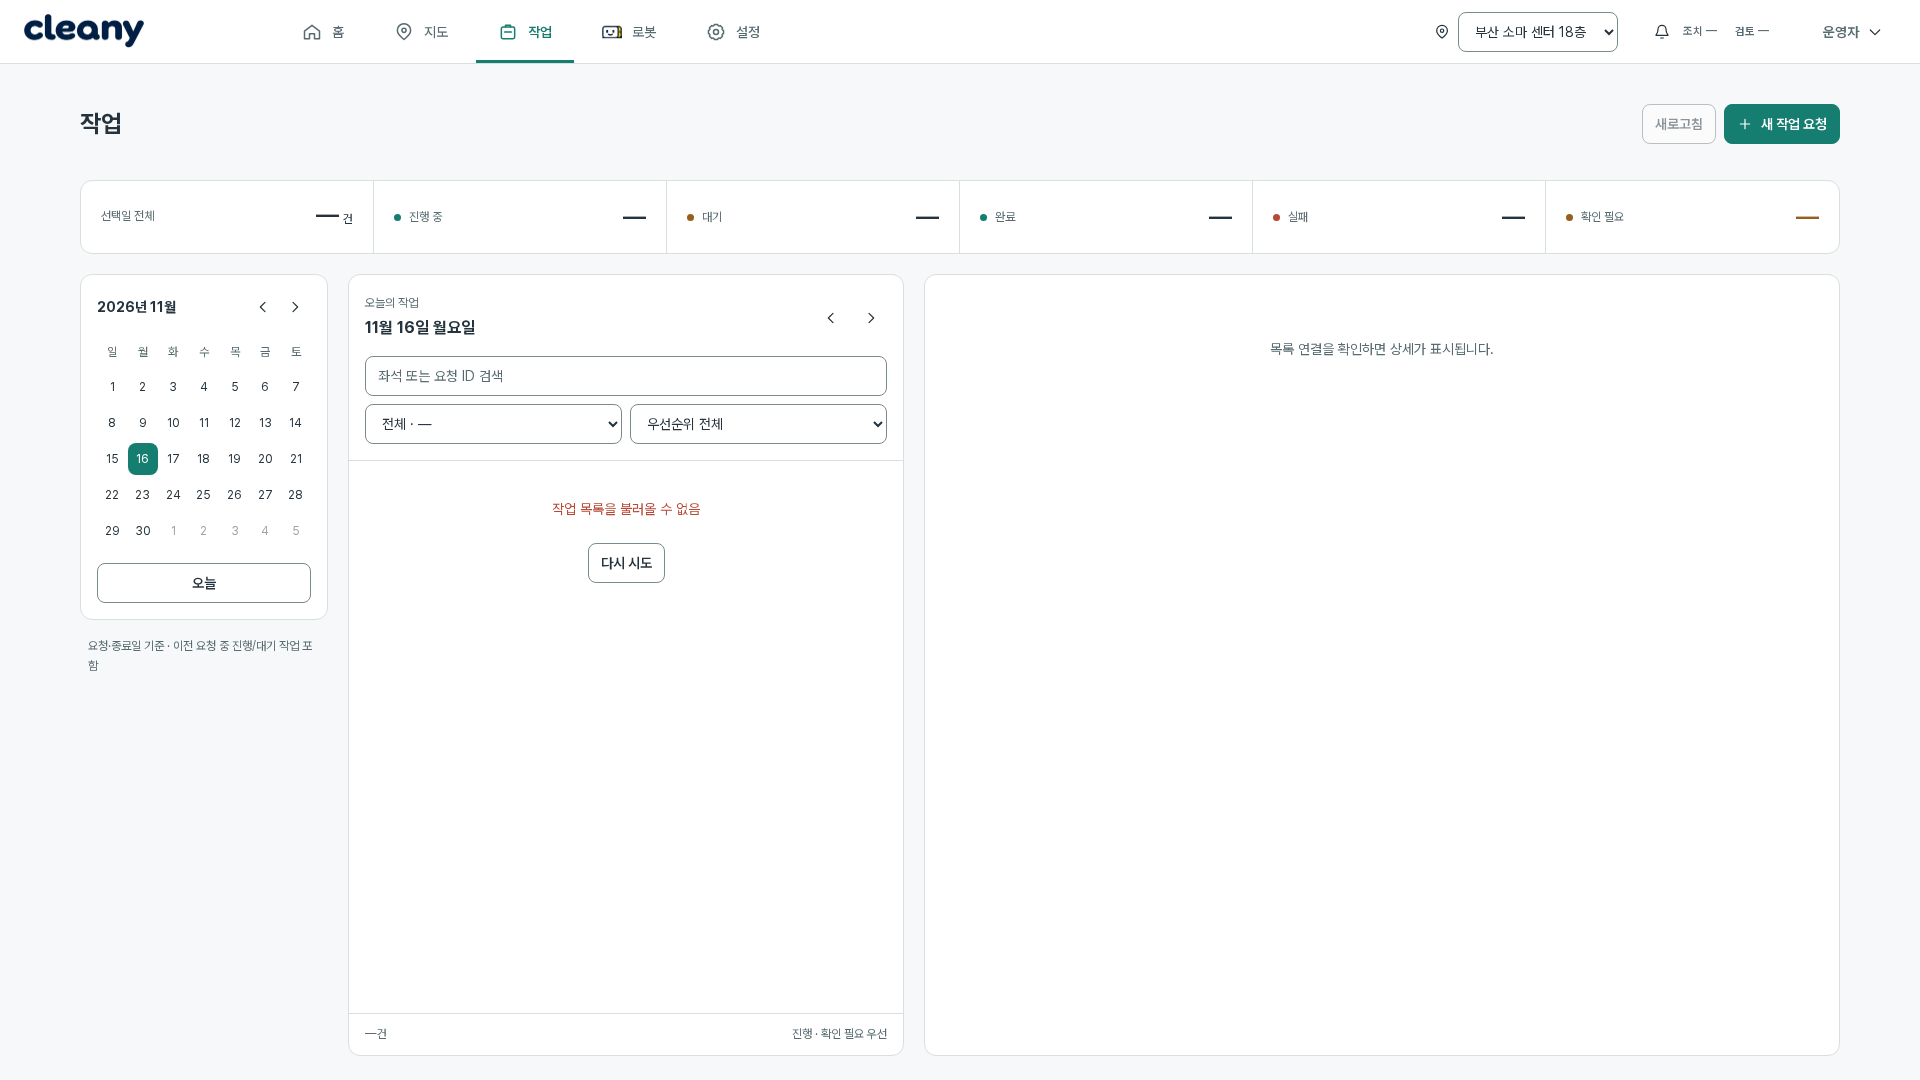 cleany
홈
지도
작업
로봇
설정
부산 소마 센터 18층
조치 —
검토 —
운영자
작업
새로고침
+ 새 작업 요청
선택일 전체
— 건
진행 중
—
대기
—
완료
—
실패
—
확인 필요
—
2026년 11월
일 월 화 수 목 금 토
1 2 3 4 5 6 7
8 9 10 11 12 13 14
15 16 17 18 19 20 21
22 23 24 25 26 27 28
29 30 1 2 3 4 5
오늘
요청·종료일 기준 · 이전 요청 중 진행/대기 작업 포
함
오늘의 작업
11월 16일 월요일
좌석 또는 요청 ID 검색
전체 · —
우선순위 전체
작업 목록을 불러올 수 없음
다시 시도
—건
진행 · 확인 필요 우선
목록 연결을 확인하면 상세가 표시됩니다.